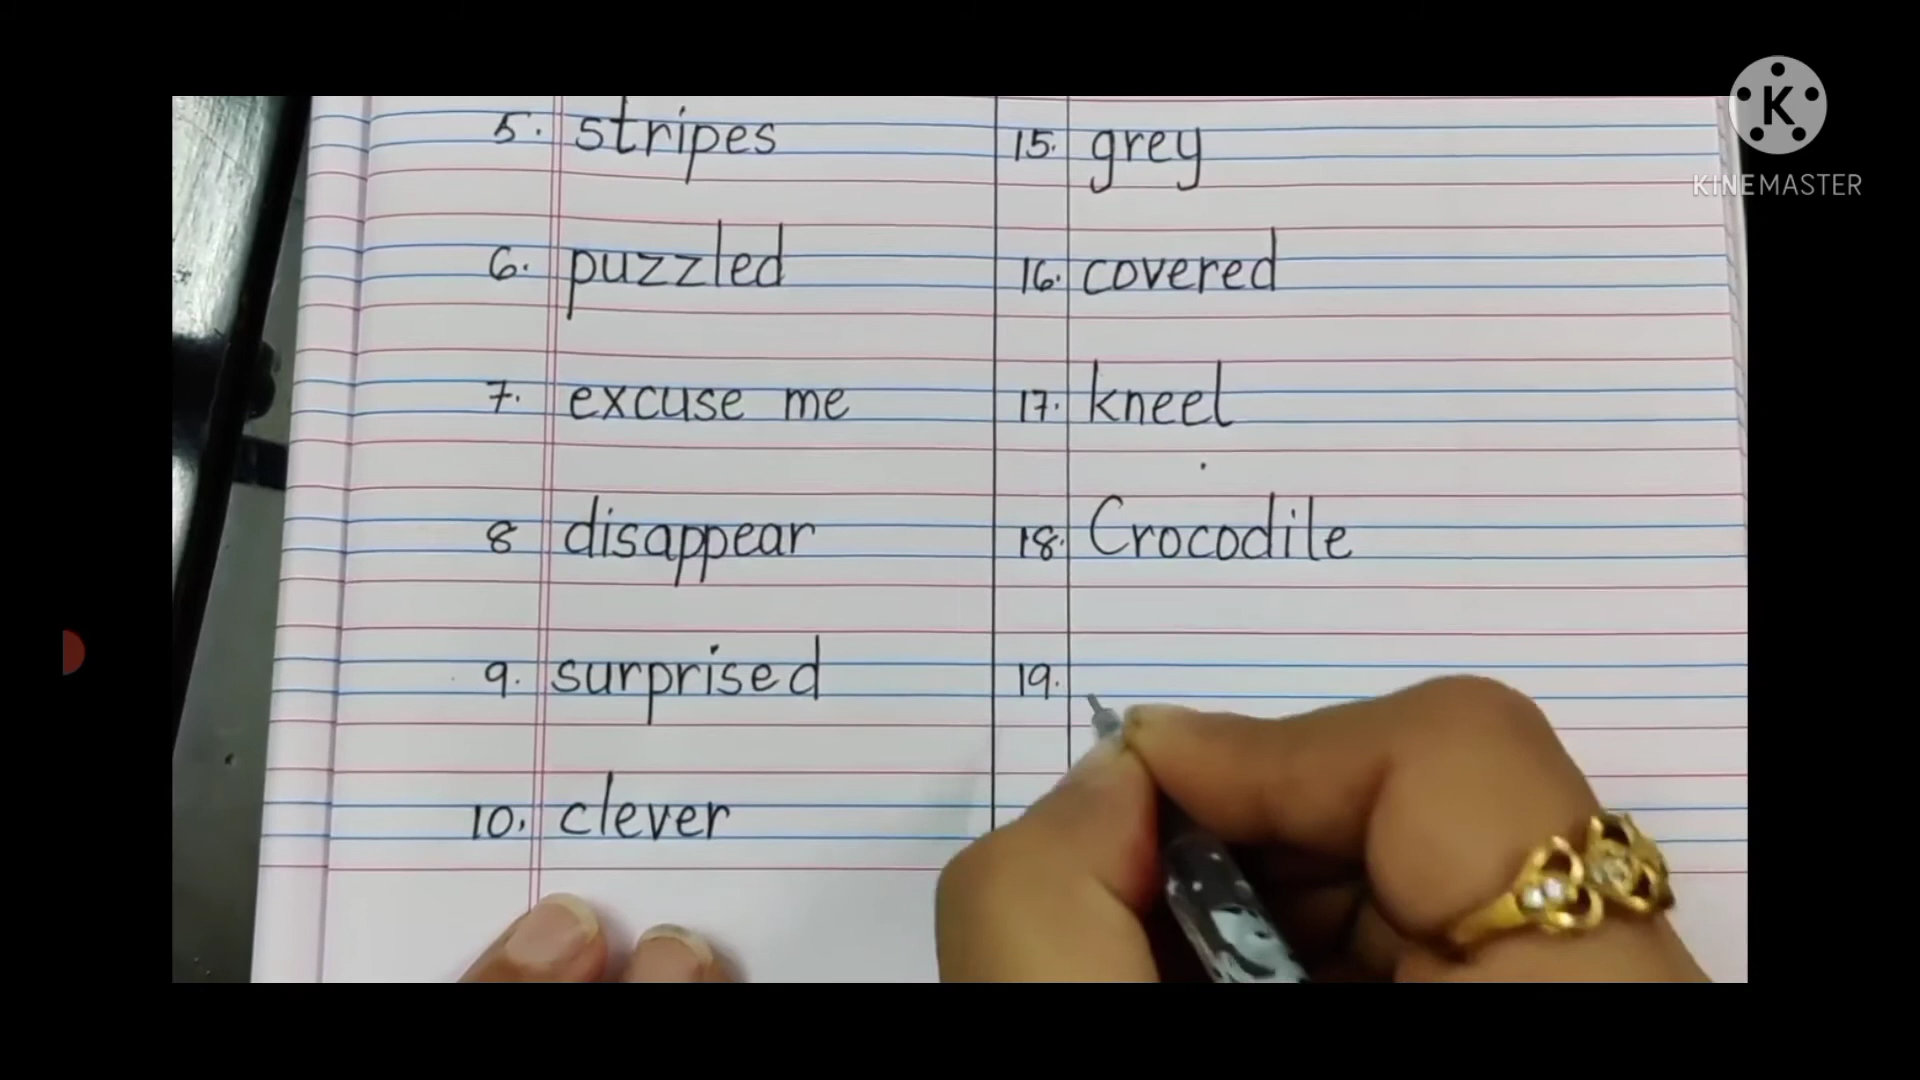 5. stripes
6. puzzled
7. excuse me
8 disappear
9. surprised
10. clever
15. grey
16. covered
17. kneel
18. Crocodile
19.
K
KINEMASTER